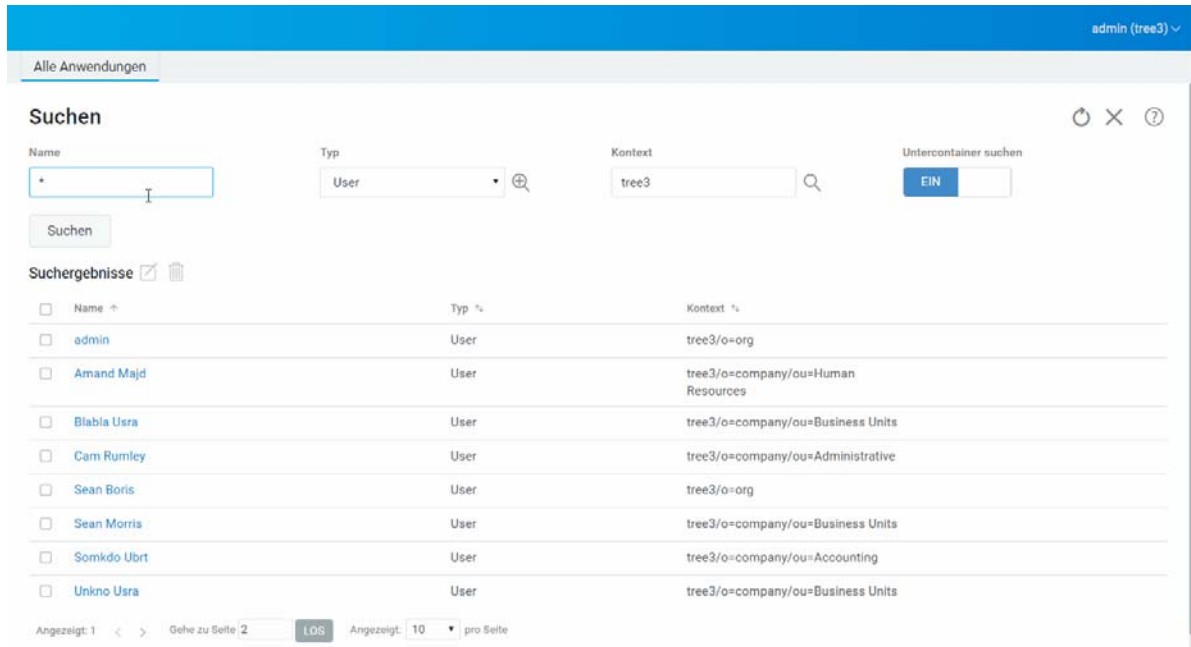 admin (tree3)
Alle Anwendungen
Suchen
Name Typ Kontext Untercontainer suchen
* User tree3 EIN
Suchen
Suchergebnisse
Name Typ Kontext
admin User tree3/o=org
Amand Majd User tree3/o=company/ou=Human
Resources
Blabla Usra User tree3/o=company/ou=Business Units
Cam Rumley User tree3/o=company/ou=Administrative
Sean Boris User tree3/o=org
Sean Morris User tree3/o=company/ou=Business Units
Somkdo Ubrt User tree3/o=company/ou=Accounting
Unkno Usra User tree3/o=company/ou=Business Units
Angezeigt: 1 < > Gehe zu Seite 2 LOS Angezeigt: 10 pro Seite